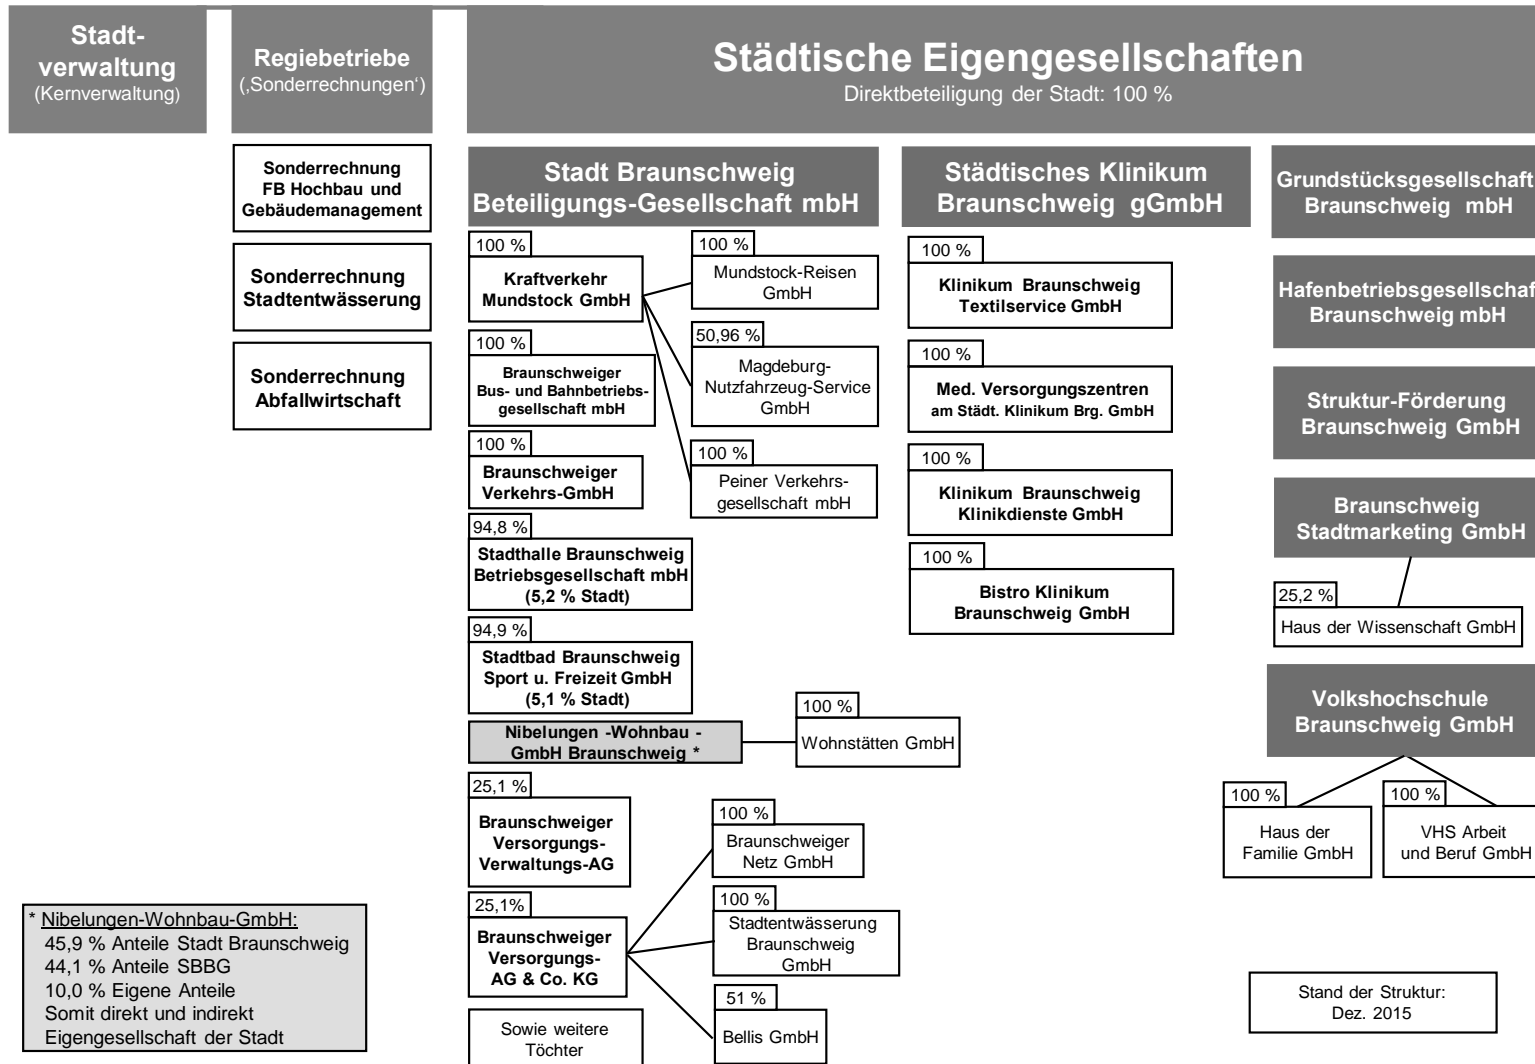 Stadt-
verwaltung
(Kernverwaltung)
Regiebetriebe
(‚Sonderrechnungen‘)
Städtische Eigengesellschaften
Direktbeteiligung der Stadt: 100 %
Sonderrechnung
FB Hochbau und
Gebäudemanagement
Sonderrechnung
Stadtentwässerung
Sonderrechnung
Abfallwirtschaft
Stadt Braunschweig
Beteiligungs-Gesellschaft mbH
100 %
Kraftverkehr
Mundstock GmbH
100 %
Mundstock-Reisen
GmbH
50,96 %
Magdeburg-
Nutzfahrzeug-Service
GmbH
100 %
Peiner Verkehrs-
gesellschaft mbH
100 %
Braunschweiger
Bus- und Bahnbetriebs-
gesellschaft mbH
100 %
Braunschweiger
Verkehrs-GmbH
94,8 %
Stadthalle Braunschweig
Betriebsgesellschaft mbH
(5,2 % Stadt)
94,9 %
Stadtbad Braunschweig
Sport u. Freizeit GmbH
(5,1 % Stadt)
Nibelungen -Wohnbau -
GmbH Braunschweig *
100 %
Wohnstätten GmbH
25,1 %
Braunschweiger
Versorgungs-
Verwaltungs-AG
25,1%
Braunschweiger
Versorgungs-
AG & Co. KG
100 %
Braunschweiger
Netz GmbH
100 %
Stadtentwässerung
Braunschweig
GmbH
51 %
Bellis GmbH
Sowie weitere
Töchter
Städtisches Klinikum
Braunschweig gGmbH
100 %
Klinikum Braunschweig
Textilservice GmbH
100 %
Med. Versorgungszentren
am Städt. Klinikum Brg. GmbH
100 %
Klinikum Braunschweig
Klinikdienste GmbH
100 %
Bistro Klinikum
Braunschweig GmbH
Grundstücksgesellschaft
Braunschweig mbH
Hafenbetriebsgesellschaf
Braunschweig mbH
Struktur-Förderung
Braunschweig GmbH
Braunschweig
Stadtmarketing GmbH
25,2 %
Haus der Wissenschaft GmbH
Volkshochschule
Braunschweig GmbH
100 %
Haus der
Familie GmbH
100 %
VHS Arbeit
und Beruf GmbH
* Nibelungen-Wohnbau-GmbH:
45,9 % Anteile Stadt Braunschweig
44,1 % Anteile SBBG
10,0 % Eigene Anteile
Somit direkt und indirekt
Eigengesellschaft der Stadt
Stand der Struktur:
Dez. 2015